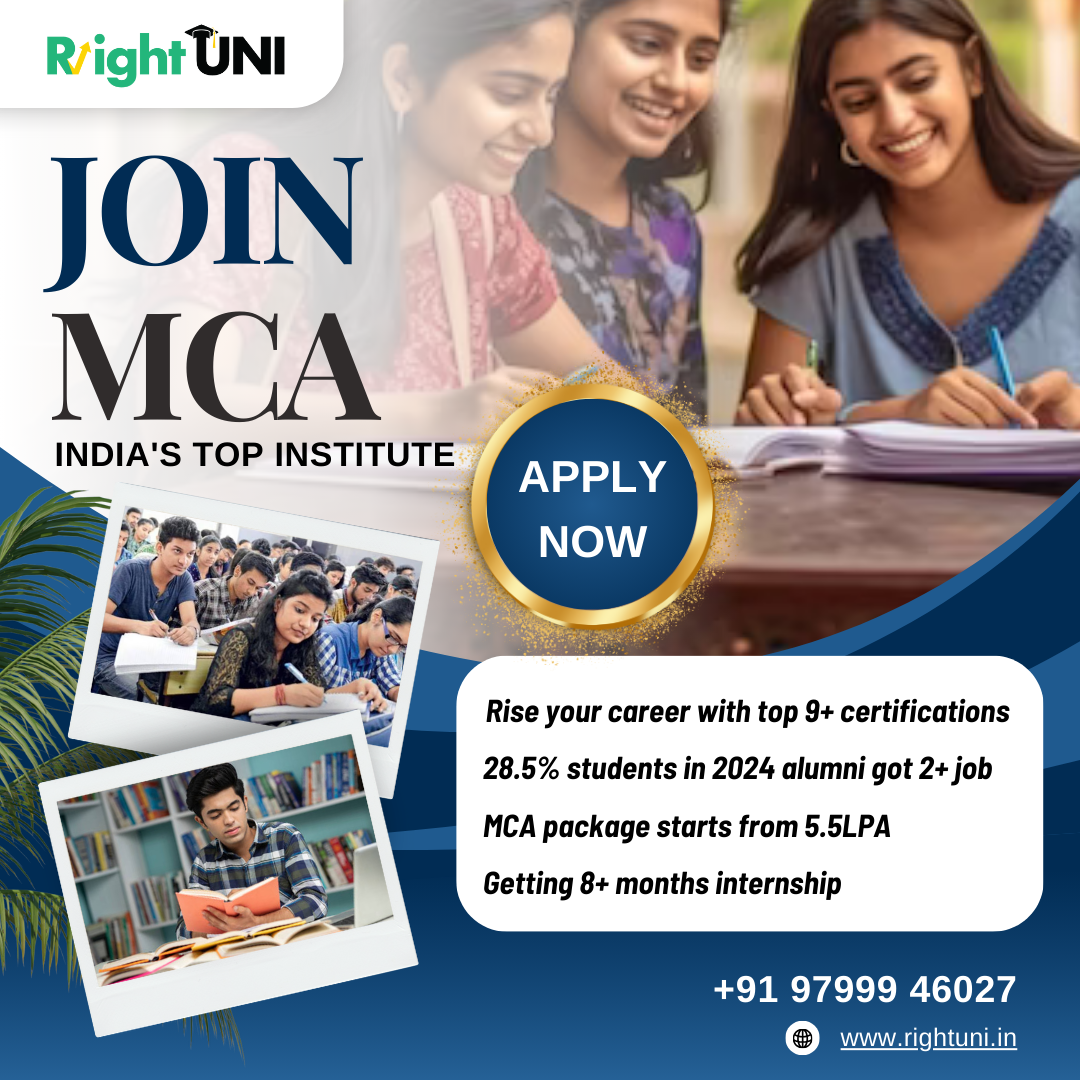 Right UNI
JOIN
MCA
INDIA'S TOP INSTITUTE
APPLY
NOW
Rise your career with top 9+ certifications
28.5% students in 2024 alumni got 2+ job
MCA package starts from 5.5LPA
Getting 8+ months internship
+91 97999 46027
www.rightuni.in